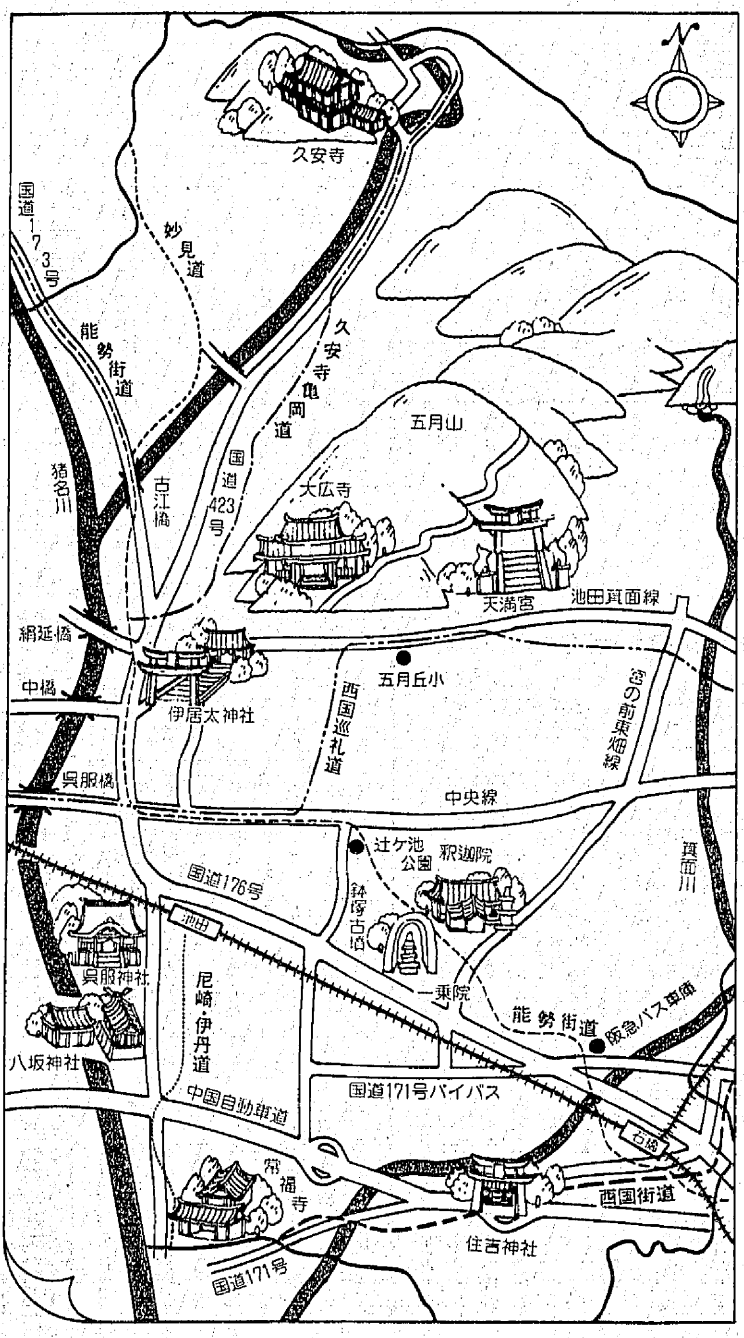 N
久安寺
国道173号
妙見道
能勢街道
久安寺亀岡道
五月山
猪名川
古江橋
国道423号
大広寺
天満宮
池田箕面線
絹延橋
五月丘小
中橋
伊居太神社
西国巡礼道
宮の前東畑線
呉服橋
中央線
辻ケ池公園
釈迦院
箕面川
国道176号
鉢塚古墳
池田
呉服神社
一乗院
尼崎・伊丹道
能勢街道
阪急バス車庫
八坂神社
国道171号バイパス
中国自動車道
石橋
常福寺
西国街道
住吉神社
国道171号